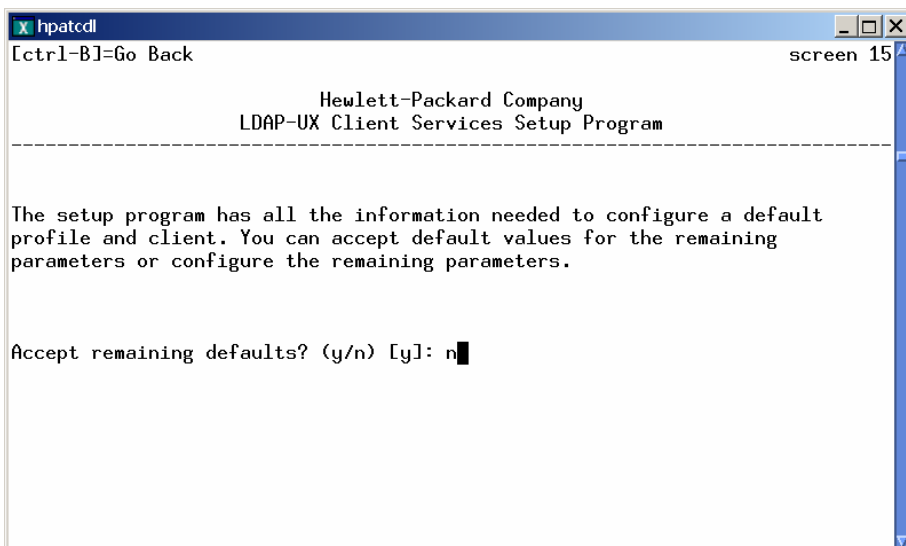 hpatcdl
[ctrl-B]=Go Back screen 15
Hewlett-Packard Company
LDAP-UX Client Services Setup Program
--------------------------------------------------------------------------------
The setup program has all the information needed to configure a default
profile and client. You can accept default values for the remaining
parameters or configure the remaining parameters.
Accept remaining defaults? (y/n) [y]: n